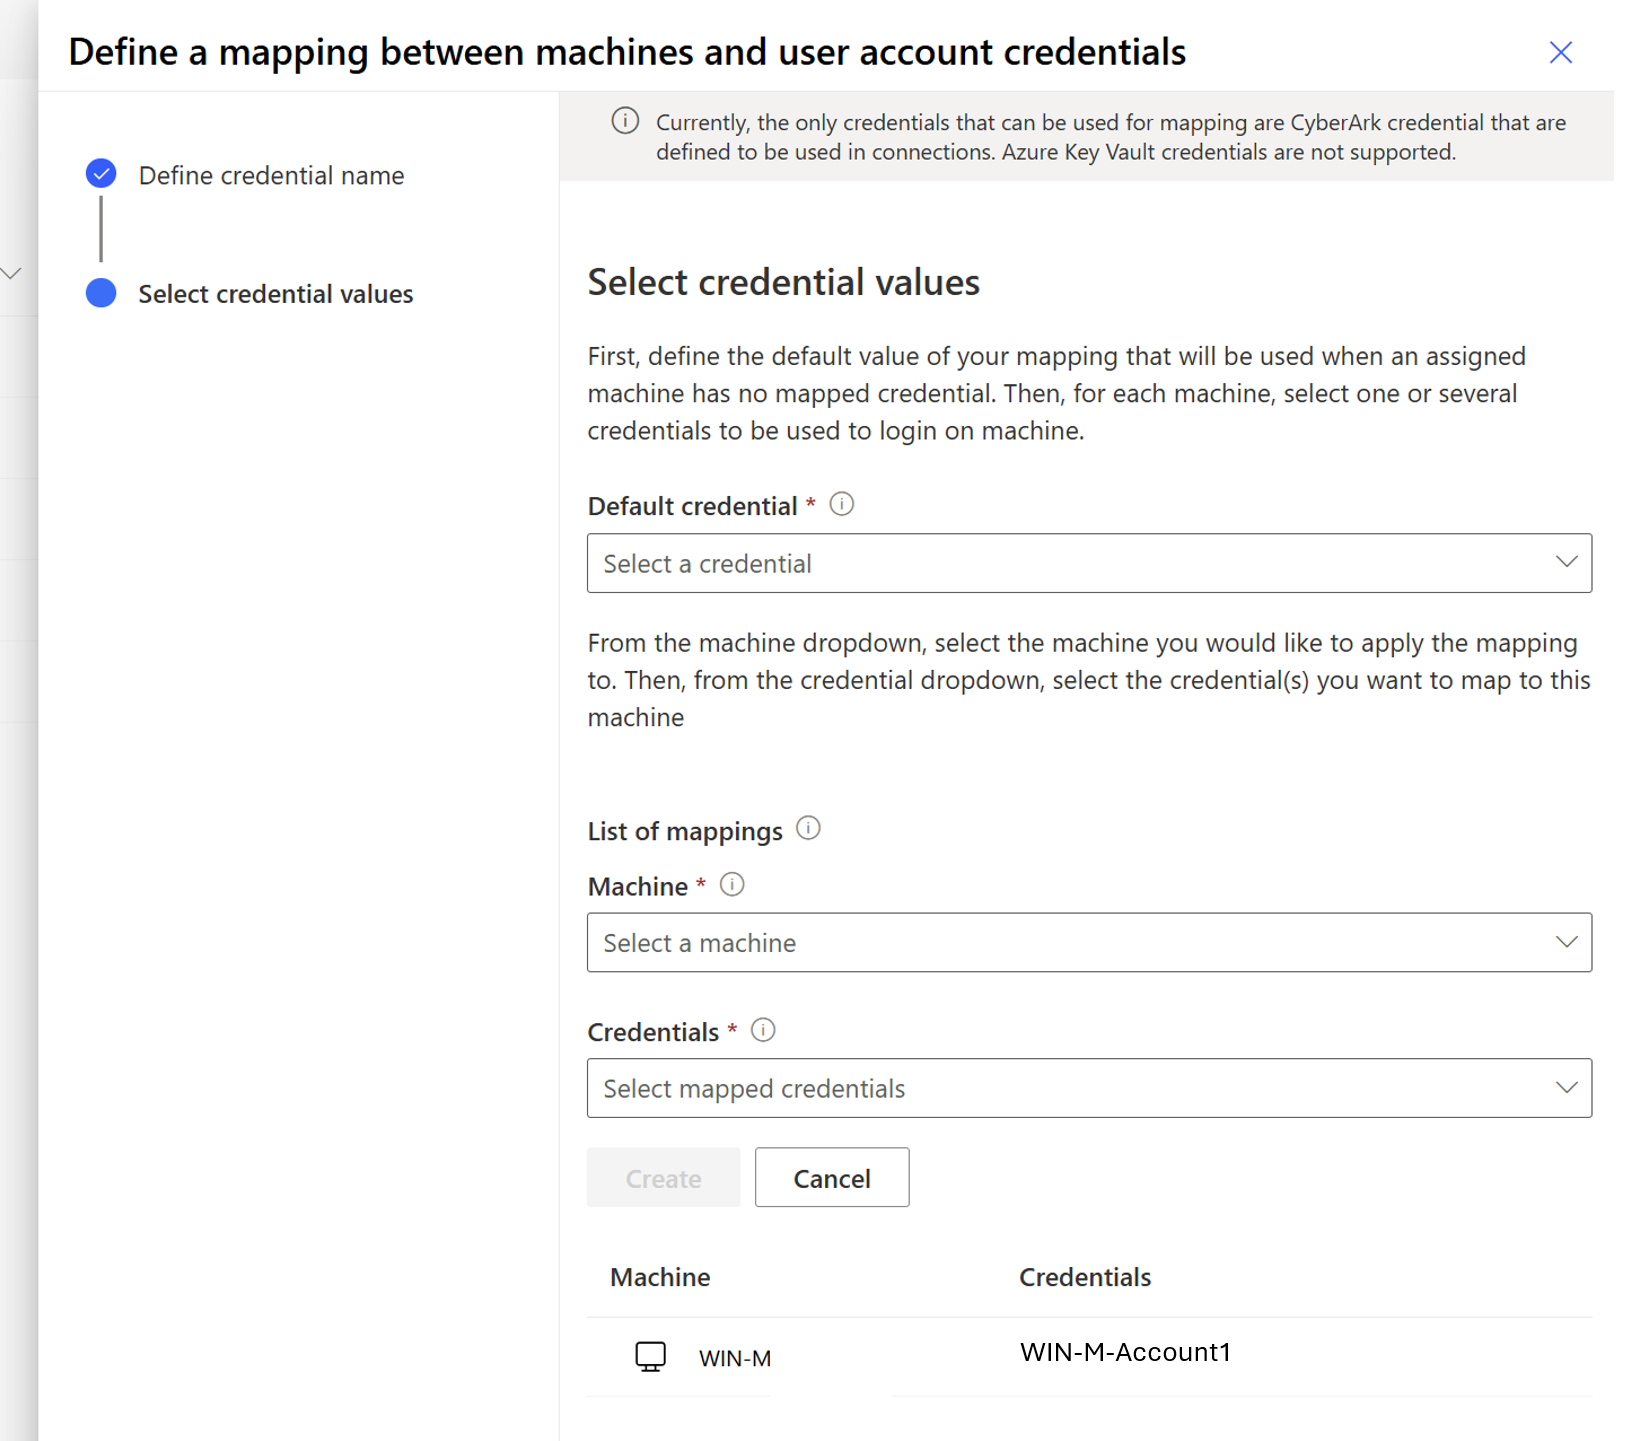 Define a mapping between machines and user account credentials
Define credential name
Select credential values
Currently, the only credentials that can be used for mapping are CyberArk credential that are
defined to be used in connections. Azure Key Vault credentials are not supported.
Select credential values
First, define the default value of your mapping that will be used when an assigned
machine has no mapped credential. Then, for each machine, select one or several
credentials to be used to login on machine.
Default credential *
Select a credential
From the machine dropdown, select the machine you would like to apply the mapping
to. Then, from the credential dropdown, select the credential(s) you want to map to this
machine
List of mappings
Machine *
Select a machine
Credentials *
Select mapped credentials
Create Cancel
Machine Credentials
WIN-M WIN-M-Account1